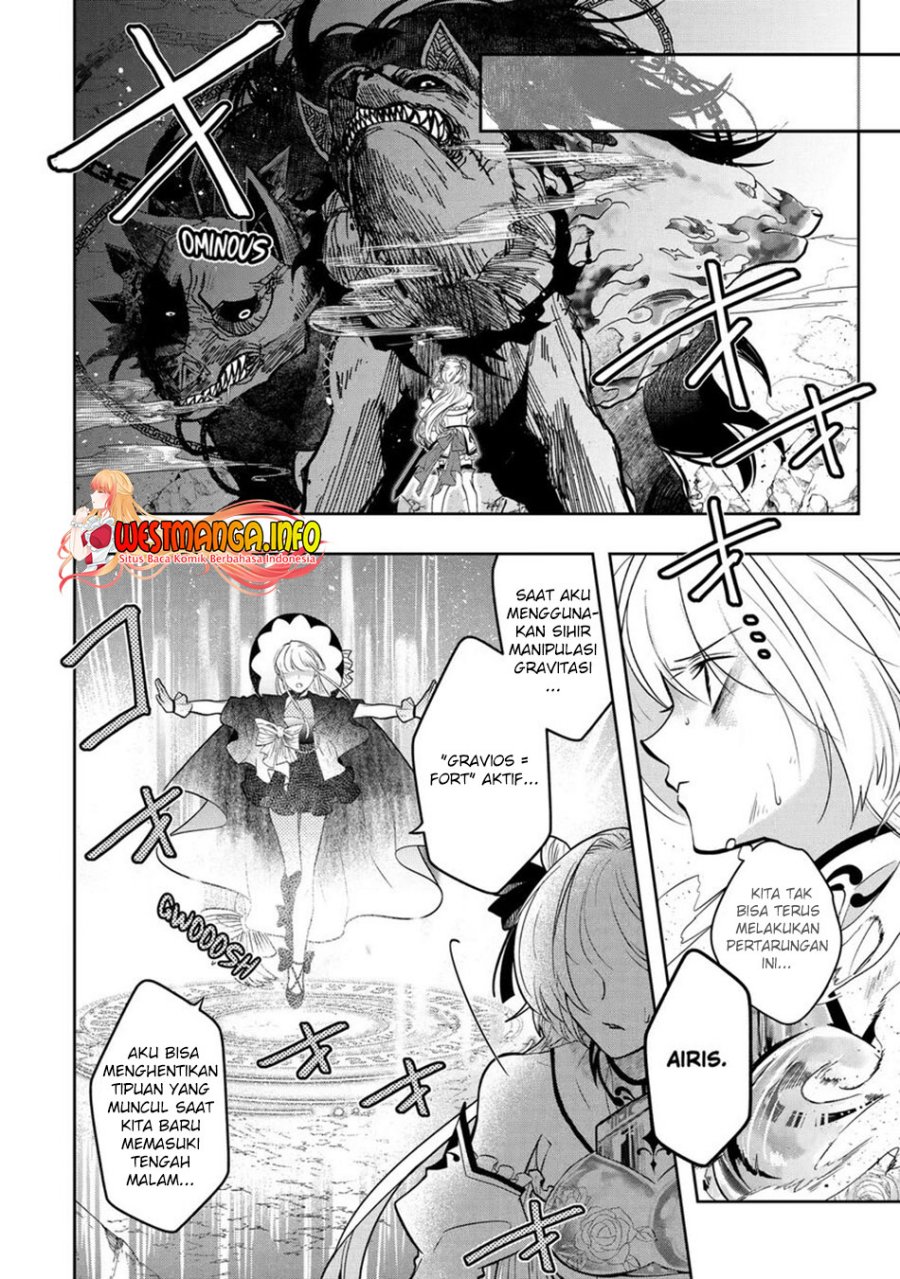 OMINOUS
WESTMANGA.INFO
Situs Baca Komik Berbahasa Indonesia
KITA TAK
BISA TERUS
MELAKUKAN
PERTARUNGAN
INI...
AIRIS.
SAAT AKU
MENGGUNA-
KAN SIHIR
MANIPULASI
GRAVITASI
...
"GRAVIOS =
FORT" AKTIF...
GWOOOSH
AKU BISA
MENGHENTIKAN
TIPUAN YANG
MUNCUL SAAT
KITA BARU
MEMASUKI
TENGAH
MALAM...